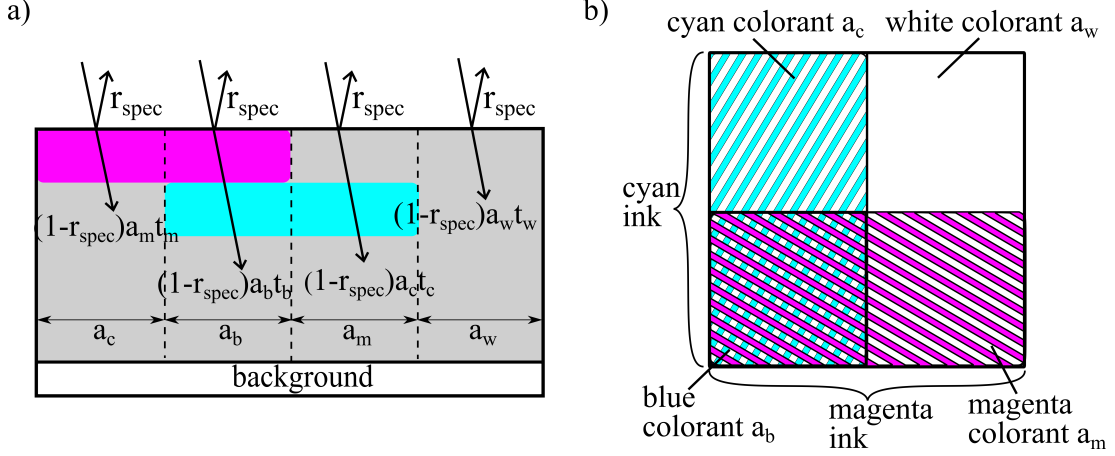 a)
r_spec r_spec r_spec r_spec
(1-r_spec)a_m t_m (1-r_spec)a_w t_w
(1-r_spec)a_b t_b (1-r_spec)a_c t_c
a_c a_b a_m a_w
background
b)
cyan colorant a_c white colorant a_w
cyan
ink
blue
colorant a_b
magenta
ink
magenta
colorant a_m